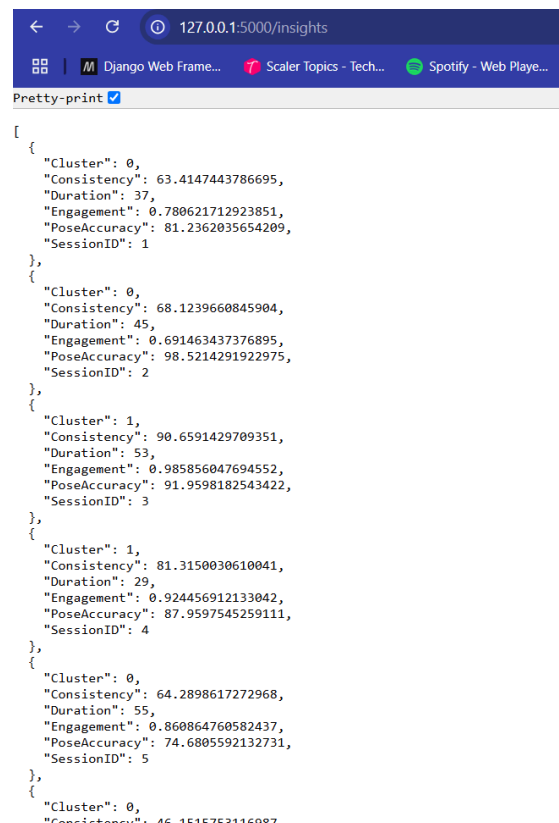 127.0.0.1:5000/insights
M Django Web Frame... Scaler Topics - Tech... Spotify - Web Playe...
Pretty-print
[
{
"Cluster": 0,
"Consistency": 63.4147443786695,
"Duration": 37,
"Engagement": 0.780621712923851,
"PoseAccuracy": 81.2362035654209,
"SessionID": 1
},
{
"Cluster": 0,
"Consistency": 68.1239660845904,
"Duration": 45,
"Engagement": 0.691463437376895,
"PoseAccuracy": 98.5214291922975,
"SessionID": 2
},
{
"Cluster": 1,
"Consistency": 90.6591429709351,
"Duration": 53,
"Engagement": 0.985856047694552,
"PoseAccuracy": 91.9598182543422,
"SessionID": 3
},
{
"Cluster": 1,
"Consistency": 81.3150030610041,
"Duration": 29,
"Engagement": 0.924456912133042,
"PoseAccuracy": 87.9597545259111,
"SessionID": 4
},
{
"Cluster": 0,
"Consistency": 64.2898617272968,
"Duration": 55,
"Engagement": 0.860864760582437,
"PoseAccuracy": 74.6805592132731,
"SessionID": 5
},
{
"Cluster": 0,
"Consistency": 46.1515753116987,